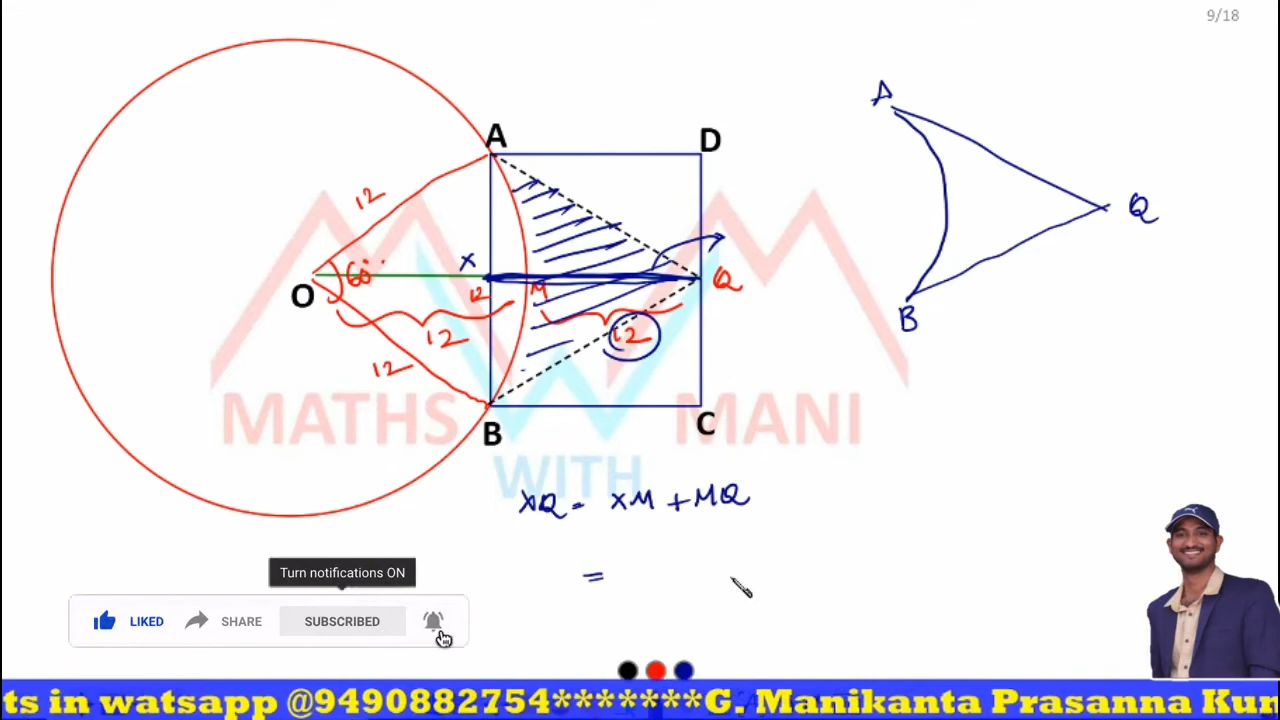 9/18
A
D
A
12
Q
X
60°
Q
O
12
M
12
12
B
12
MATHS
MANI
B
C
WITH
XQ = XM + MQ
=
Turn notifications ON
LIKED SHARE SUBSCRIBED
ts in watsapp @9490882754*******G. Manikanta Prasanna Kun